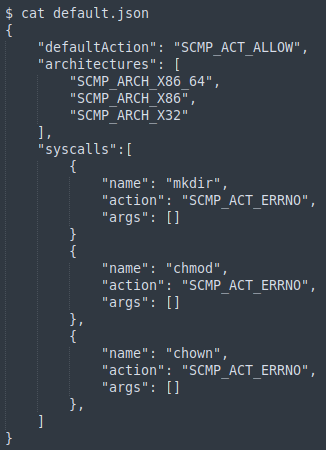 $ cat default.json
{
    "defaultAction": "SCMP_ACT_ALLOW",
    "architectures": [
        "SCMP_ARCH_X86_64",
        "SCMP_ARCH_X86",
        "SCMP_ARCH_X32"
    ],
    "syscalls":[
        {
            "name": "mkdir",
            "action": "SCMP_ACT_ERRNO",
            "args": []
        }
        {
            "name": "chmod",
            "action": "SCMP_ACT_ERRNO",
            "args": []
        },
        {
            "name": "chown",
            "action": "SCMP_ACT_ERRNO",
            "args": []
        },
    ]
}